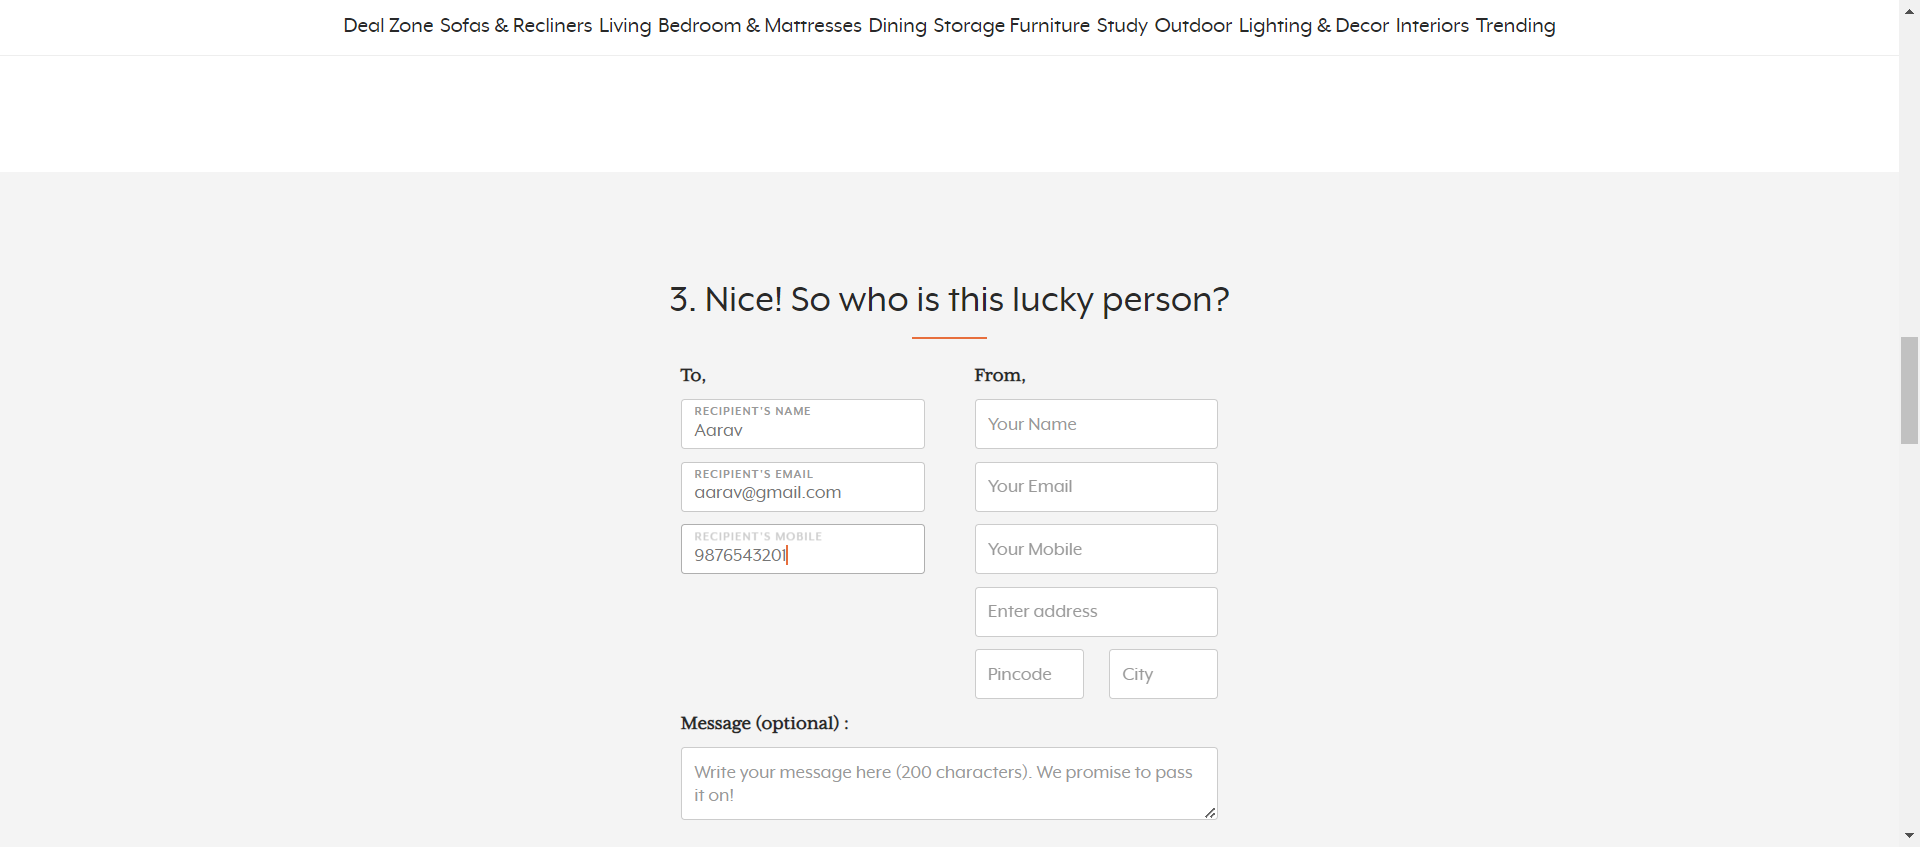 Deal Zone Sofas & Recliners Living Bedroom & Mattresses Dining Storage Furniture Study Outdoor Lighting & Decor Interiors Trending
3. Nice! So who is this lucky person?
To,
RECIPIENT'S NAME
Aarav
RECIPIENT'S EMAIL
aarav@gmail.com
RECIPIENT'S MOBILE
9876543201
From,
Your Name
Your Email
Your Mobile
Enter address
Pincode City
Message (optional) :
Write your message here (200 characters). We promise to pass
it on!